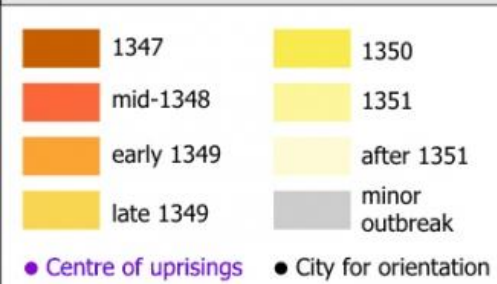 1347
mid-1348
early 1349
late 1349
1350
1351
after 1351
minor
outbreak
Centre of uprisings
City for orientation